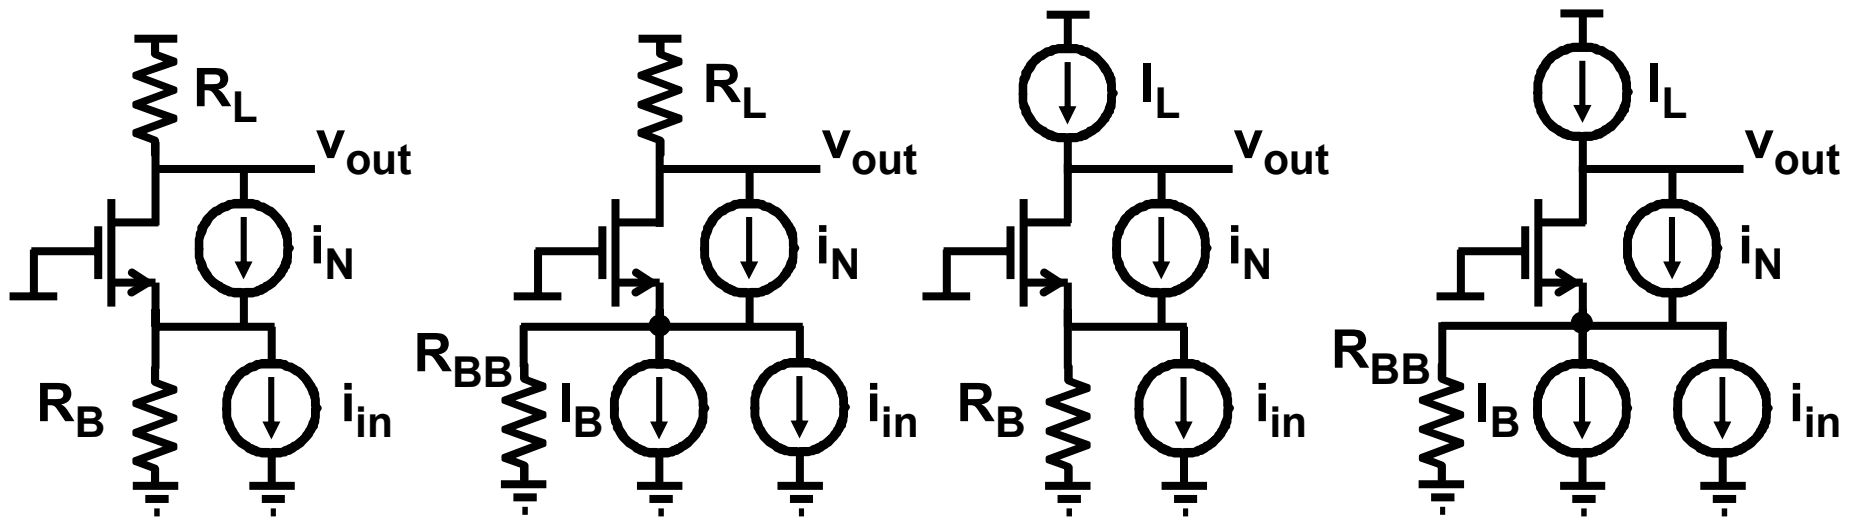 R_L
v_out
i_N
R_B
i_in
R_L
v_out
i_N
R_BB
I_B
i_in
I_L
v_out
i_N
R_B
i_in
I_L
v_out
i_N
R_BB
I_B
i_in